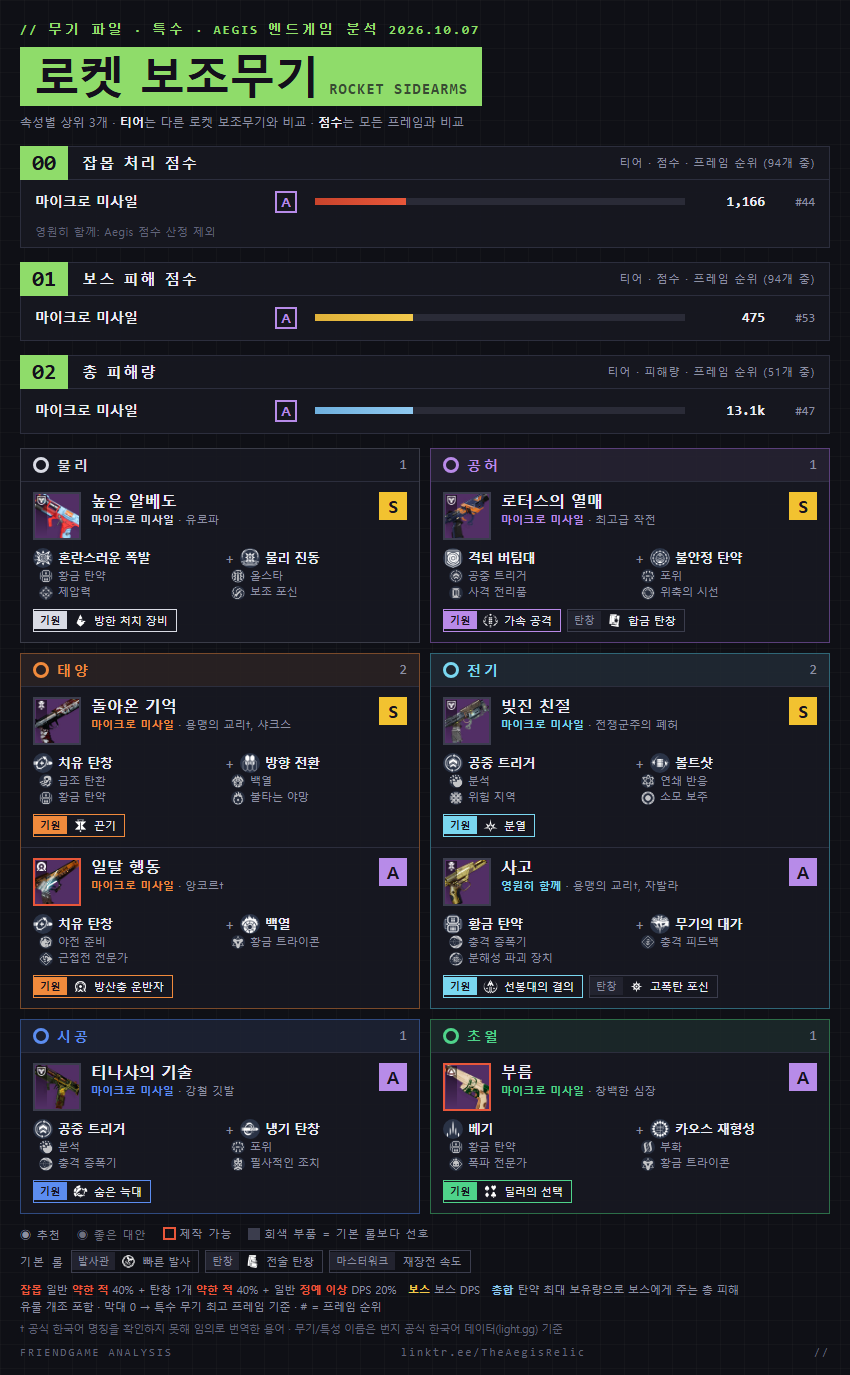 // 무기 파일 · 특수 · AEGIS 엔드게임 분석 2026.10.07
로켓 보조무기 ROCKET SIDEARMS
속성별 상위 3개 · 티어는 다른 로켓 보조무기와 비교 · 점수는 모든 프레임과 비교
00 잡몹 처리 점수 티어 · 점수 · 프레임 순위 (94개 중)
마이크로 미사일 A 1,166 #44
영원히 함께: Aegis 점수 산정 제외
01 보스 피해 점수 티어 · 점수 · 프레임 순위 (94개 중)
마이크로 미사일 A 475 #53
02 총 피해량 티어 · 피해량 · 프레임 순위 (51개 중)
마이크로 미사일 A 13.1k #47
물리 1
높은 알베도 S
마이크로 미사일 · 유로파
혼란스러운 폭발 + 물리 진동
황금 탄약 올스타
제압력 보조 포신
기원 방한 처치 장비
공허 1
로터스의 열매 S
마이크로 미사일 · 최고급 작전
격퇴 버팀대 + 불안정 탄약
공중 트리거 포위
사격 전리품 위축의 시선
기원 가속 공격 탄창 합금 탄창
태양 2
돌아온 기억 S
마이크로 미사일 · 용맹의 교리†, 샤크스
치유 탄창 + 방향 전환
급조 탄환 백열
황금 탄약 불타는 야망
기원 끈기
일탈 행동 A
마이크로 미사일 · 앙코르†
치유 탄창 + 백열
야전 준비 황금 트라이콘
근접전 전문가
기원 방산충 운반자
전기 2
빚진 친절 S
마이크로 미사일 · 전쟁군주의 폐허
공중 트리거 + 볼트샷
분석 연쇄 반응
위험 지역 소모 보주
기원 분열
사고 A
영원히 함께 · 용맹의 교리†, 자발라
황금 탄약 + 무기의 대가
충격 증폭기 충격 피드백
분해성 파괴 장치
기원 선봉대의 결의 탄창 고폭탄 포신
시공 1
티나샤의 기술 A
마이크로 미사일 · 강철 깃발
공중 트리거 + 냉기 탄창
분석 포위
충격 증폭기 필사적인 조치
기원 숨은 늑대
초월 1
부름 A
마이크로 미사일 · 창백한 심장
베기 + 카오스 재형성
황금 탄약 부화
폭파 전문가 황금 트라이콘
기원 딜러의 선택
추천 좋은 대안 제작 가능 회색 부품 = 기본 롤보다 선호
기본 롤 발사관 빠른 발사 탄창 전술 탄창 마스터워크 재장전 속도
잡몹 일반 약한 적 40% + 탄창 1개 약한 적 40% + 일반 정예 이상 DPS 20% 보스 보스 DPS 총합 탄약 최대 보유량으로 보스에게 주는 총 피해
유물 개조 포함 · 막대 0 → 특수 무기 최고 프레임 기준 · # = 프레임 순위
† 공식 한국어 명칭을 확인하지 못해 임의로 번역한 용어 · 무기/특성 이름은 번지 공식 한국어 데이터(light.gg) 기준
FRIENDGAME ANALYSIS linktr.ee/TheAegisRelic //